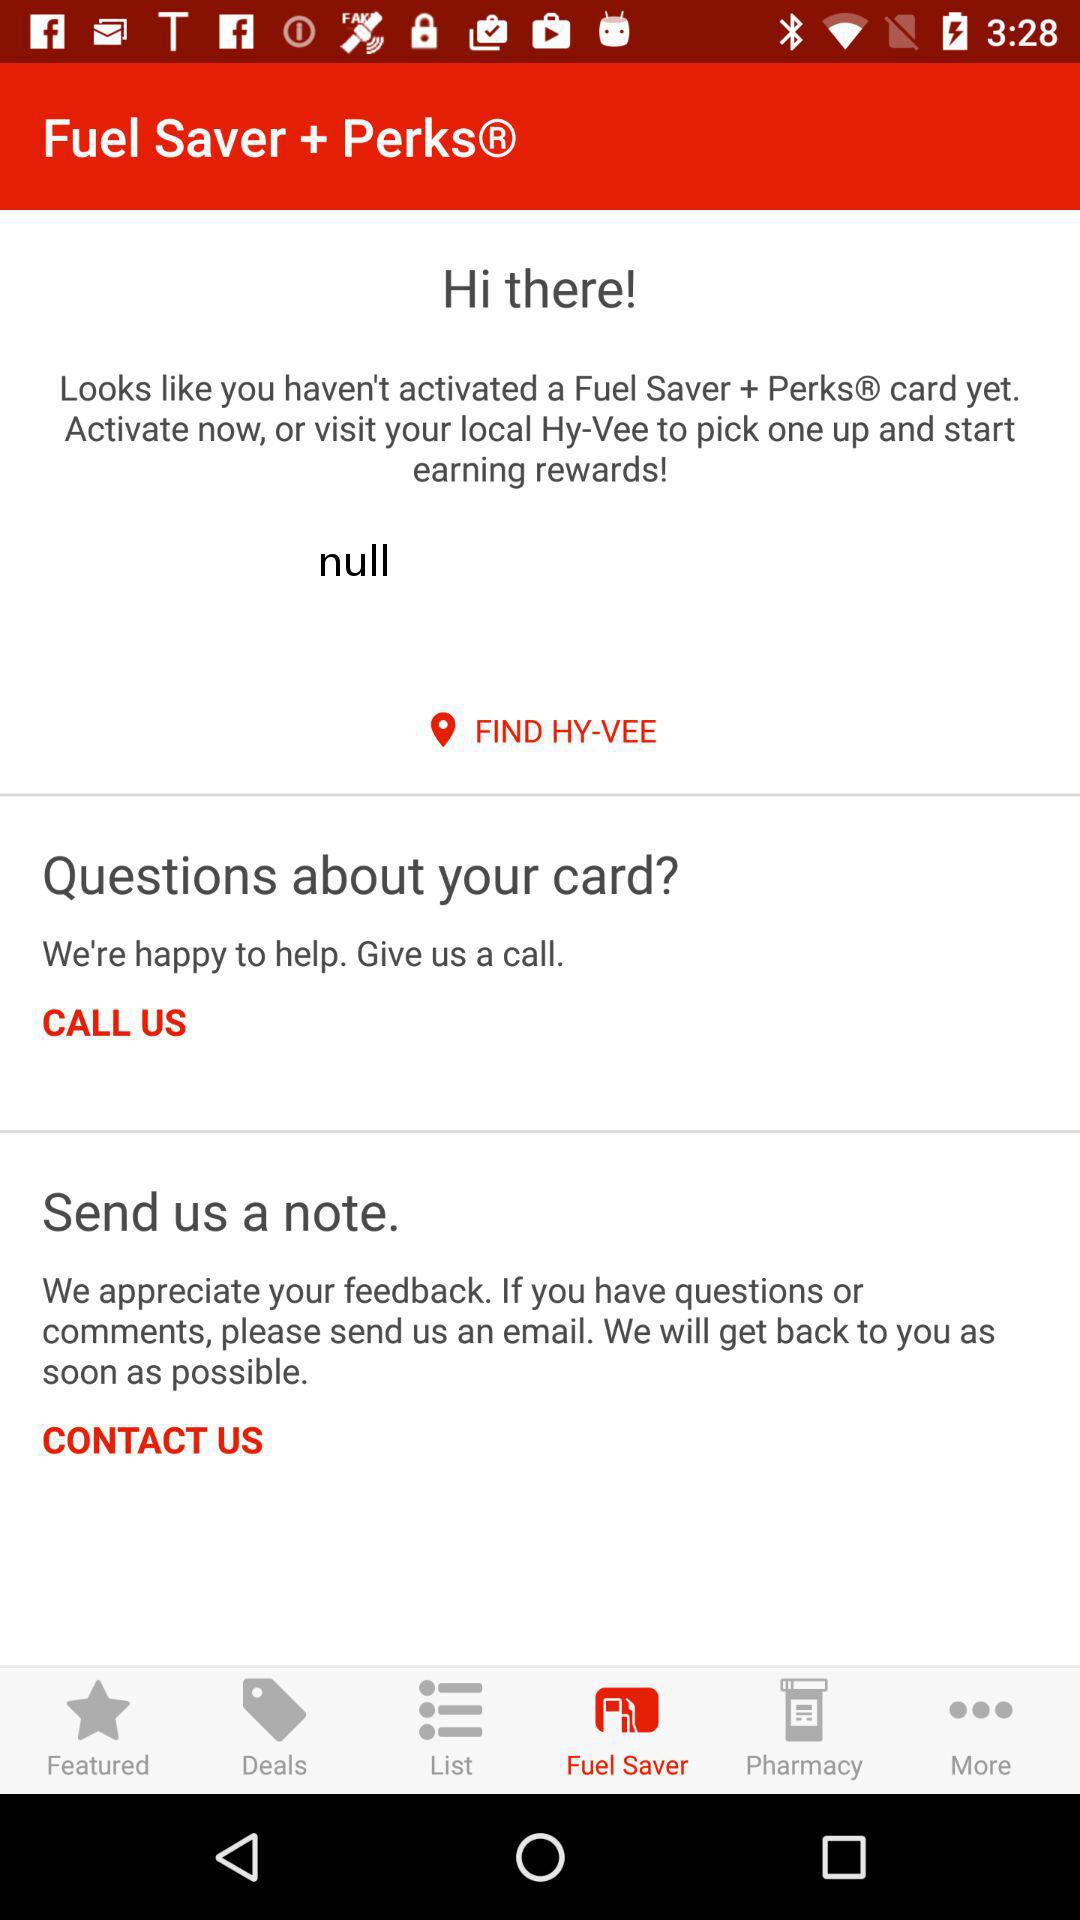 FAK
3:28
Fuel Saver + Perks®
Hi there!
Looks like you haven't activated a Fuel Saver + Perks® card yet.
Activate now, or visit your local Hy-Vee to pick one up and start
earning rewards!
null
FIND HY-VEE
Questions about your card?
We're happy to help. Give us a call.
CALL US
Send us a note.
We appreciate your feedback. If you have questions or
comments, please send us an email. We will get back to you as
soon as possible.
CONTACT US
Featured
Deals
List
Fuel Saver
Pharmacy
More